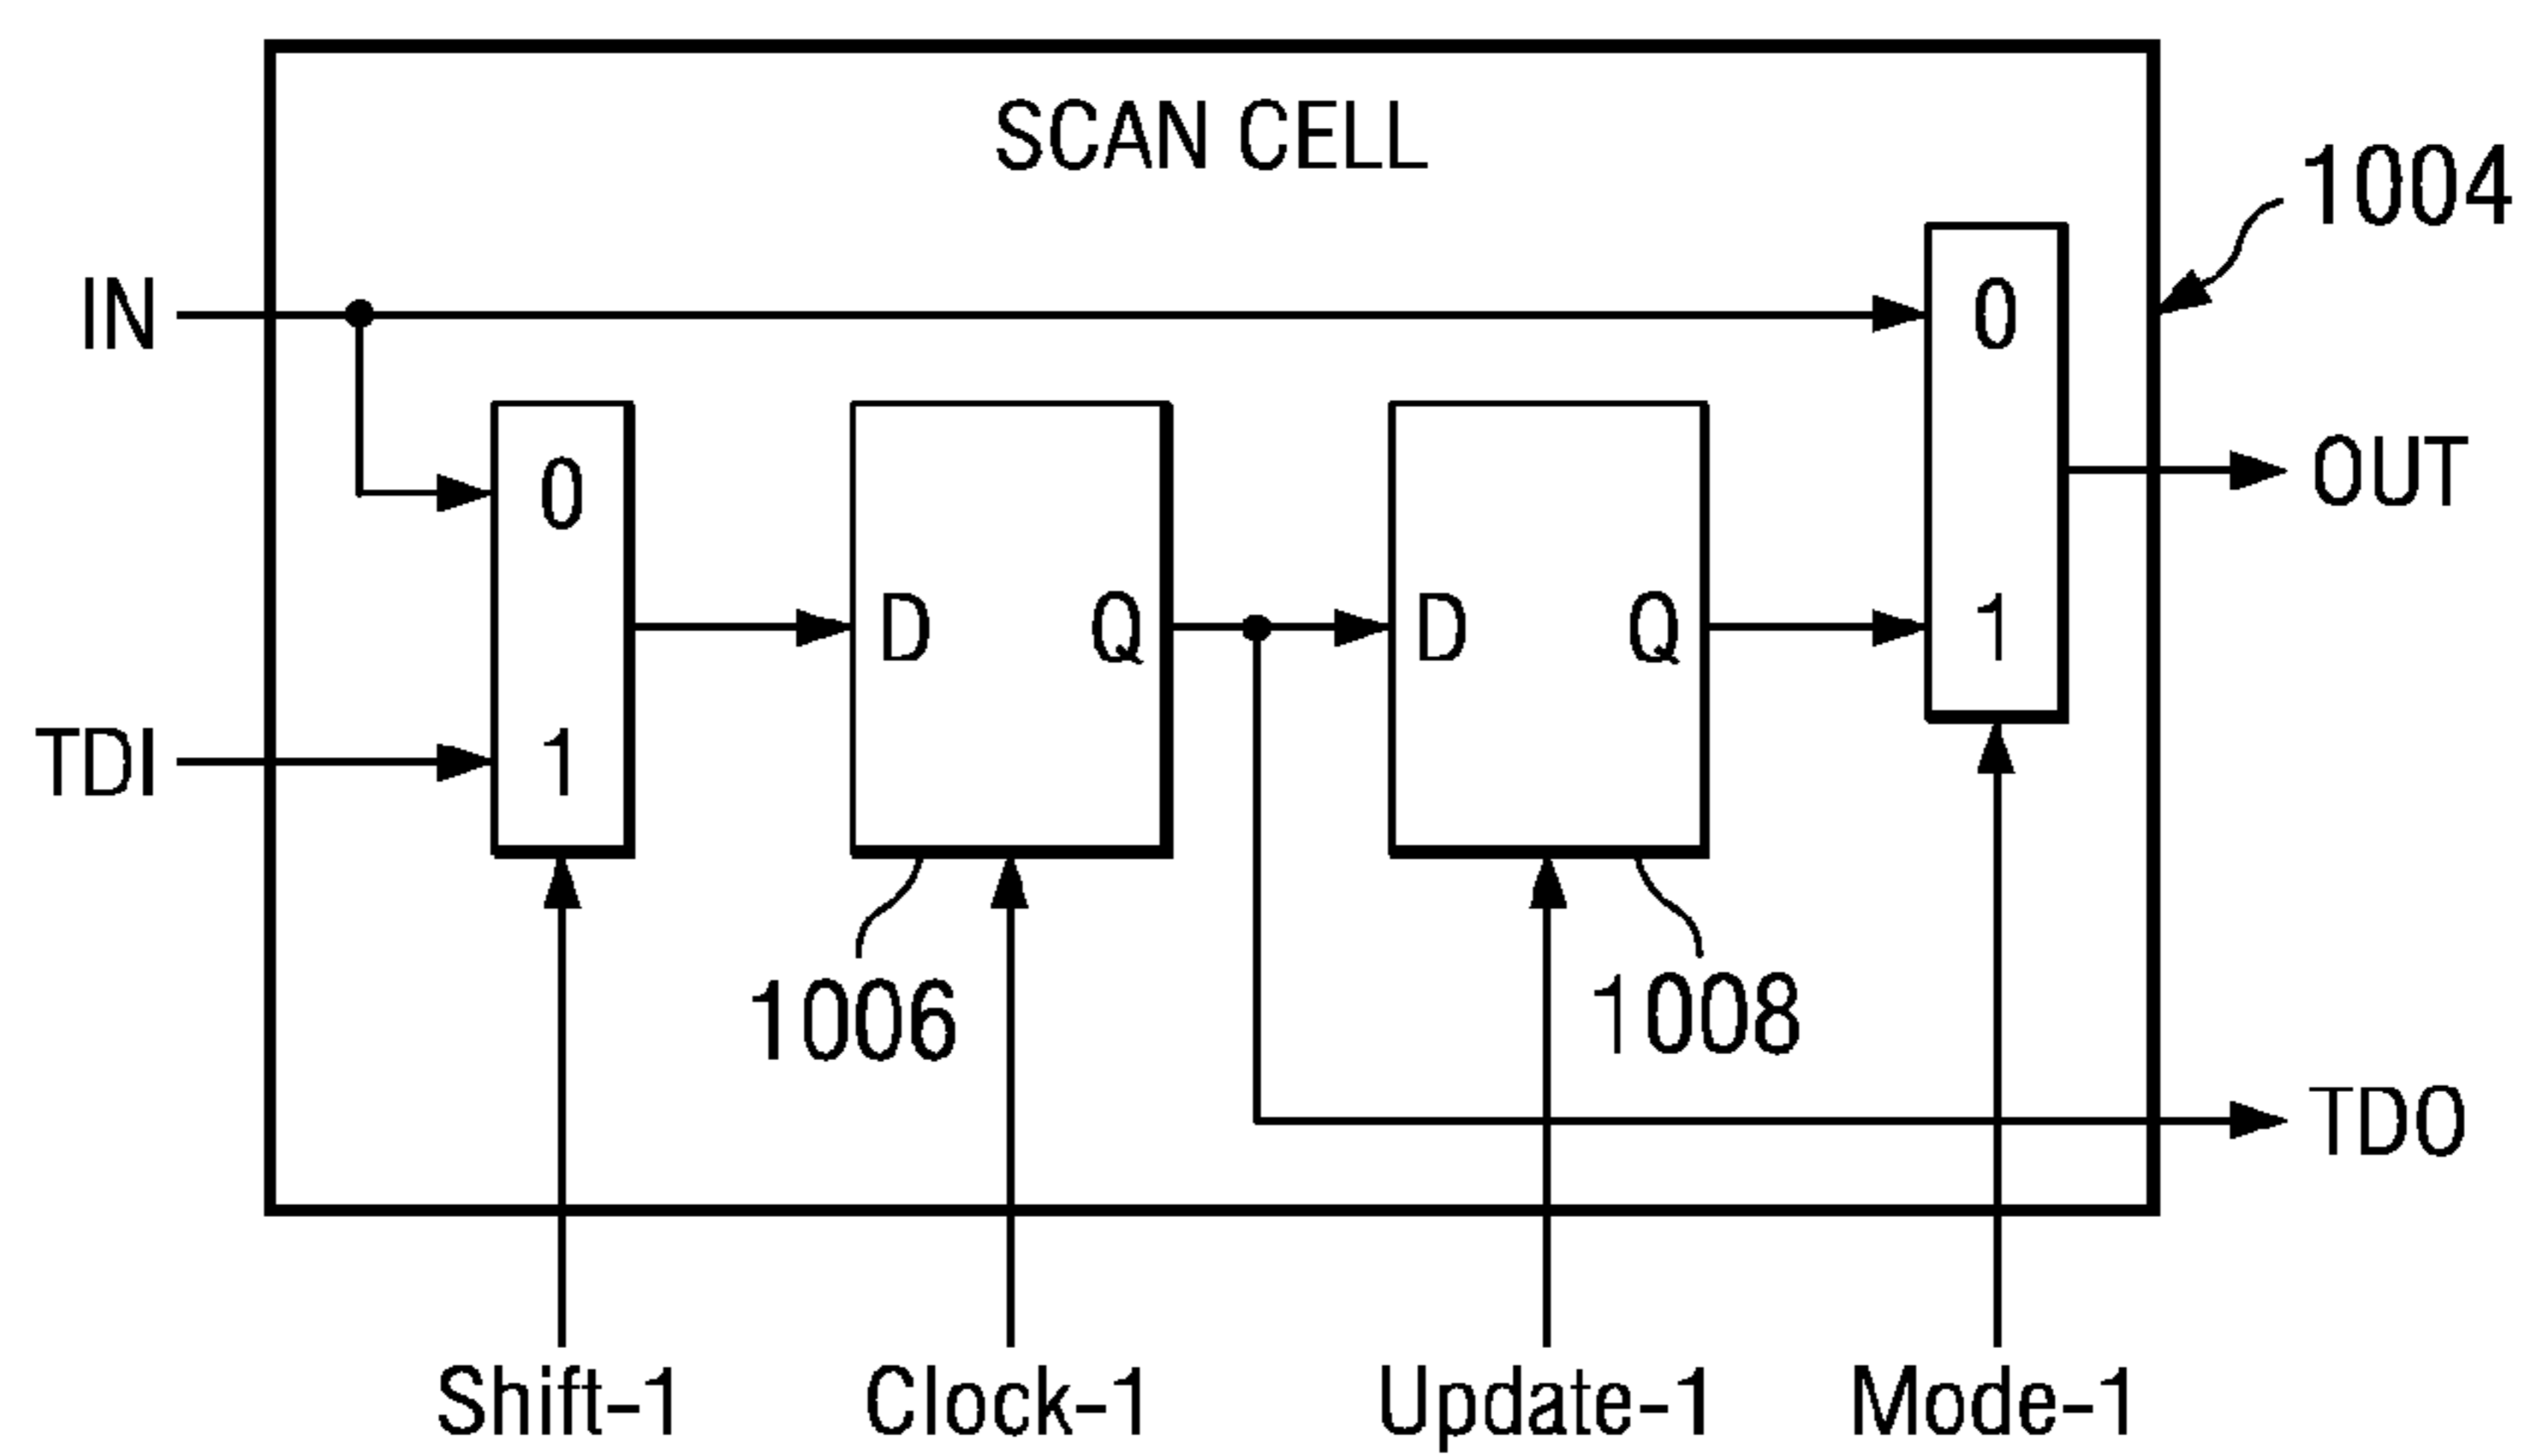 SCAN CELL
1004
IN
0
0
OUT
D Q
D Q
1
TDI
1
1006
1008
TDO
Shift-1
Clock-1
Update-1
Mode-1